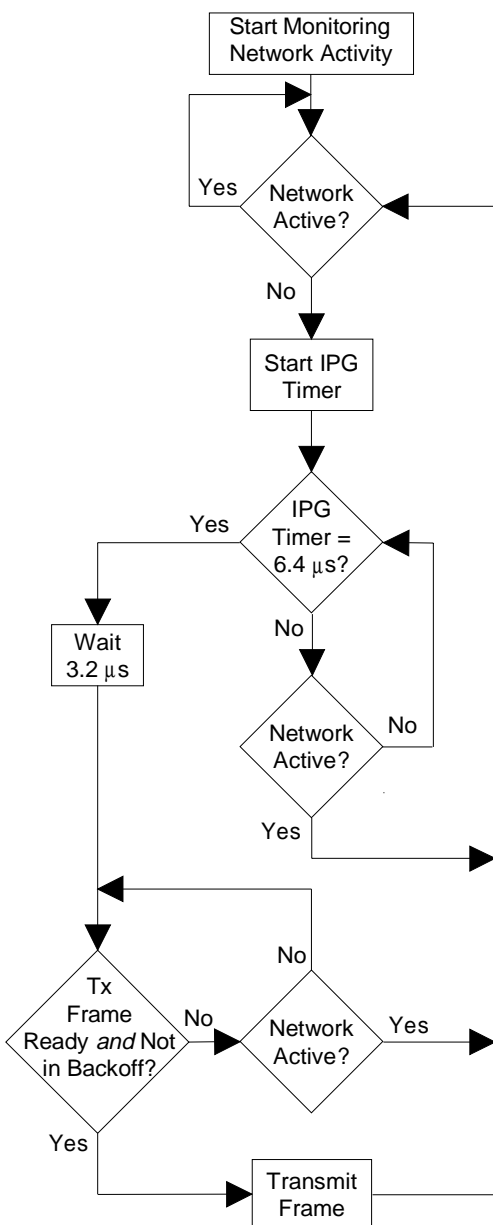 Start Monitoring
Network Activity
Yes
Network
Active?
No
Start IPG
Timer
Yes
IPG
Timer =
6.4 μs?
Wait
3.2 μs
No
Network
Active?
No
Yes
No
Tx
Frame
Ready and Not
in Backoff?
No
Network
Active?
Yes
Yes
Transmit
Frame